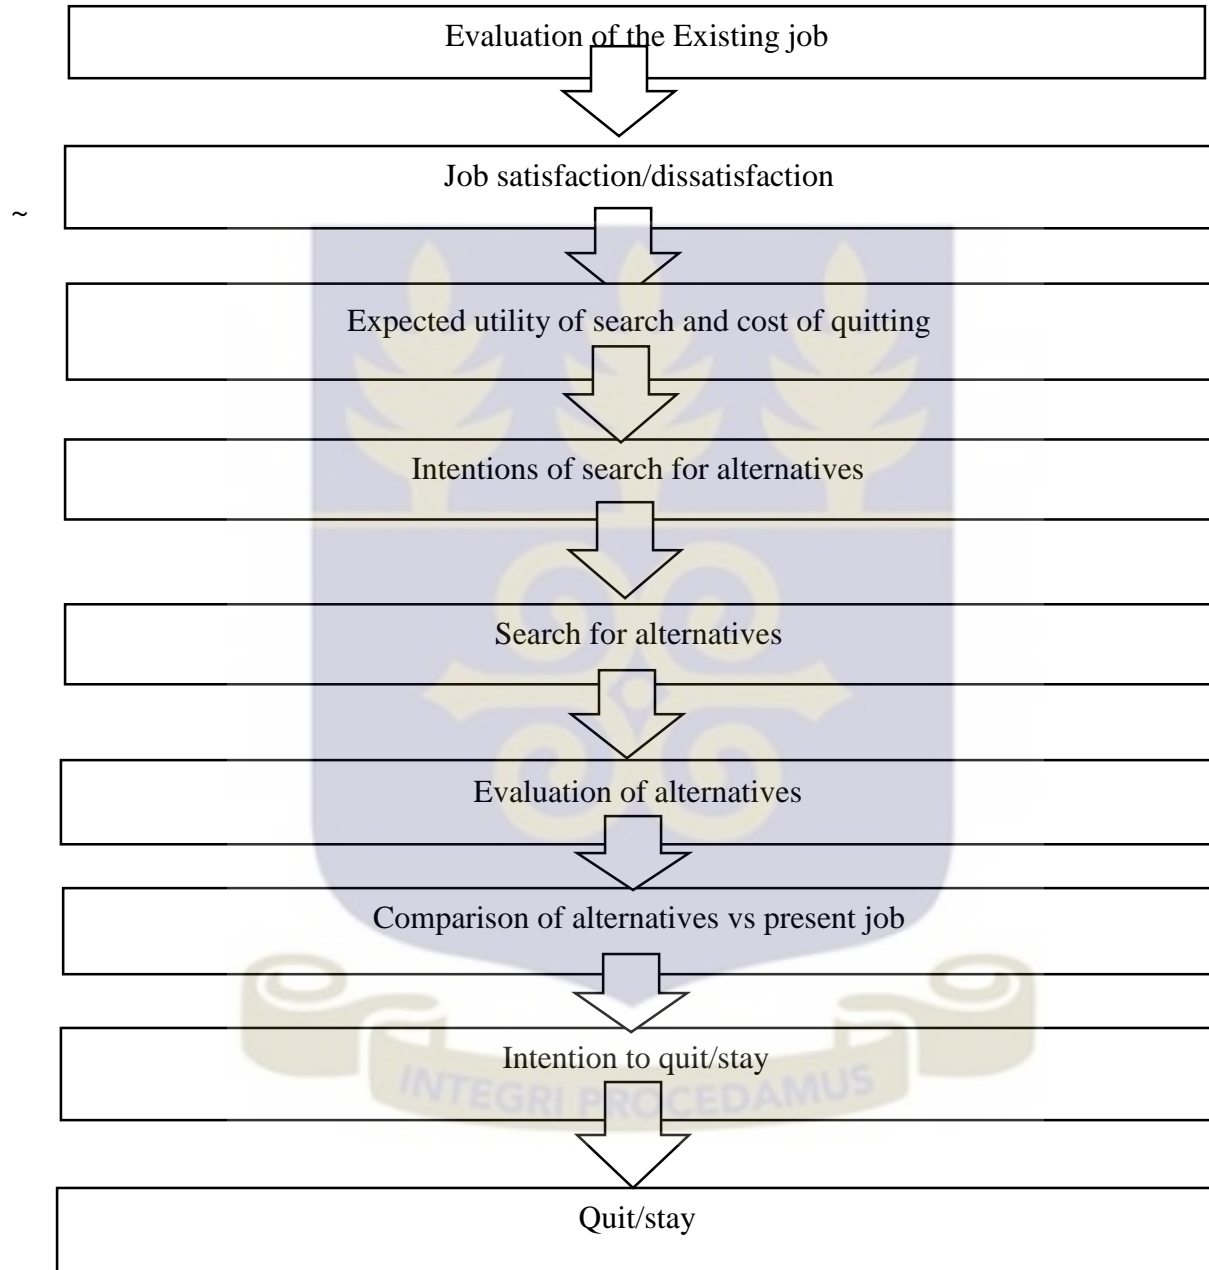 Evaluation of the Existing job
Job satisfaction/dissatisfaction
~
Expected utility of search and cost of quitting
Intentions of search for alternatives
Search for alternatives
Evaluation of alternatives
Comparison of alternatives vs present job
Intention to quit/stay
INTEGRI PROCEDAMUS
Quit/stay